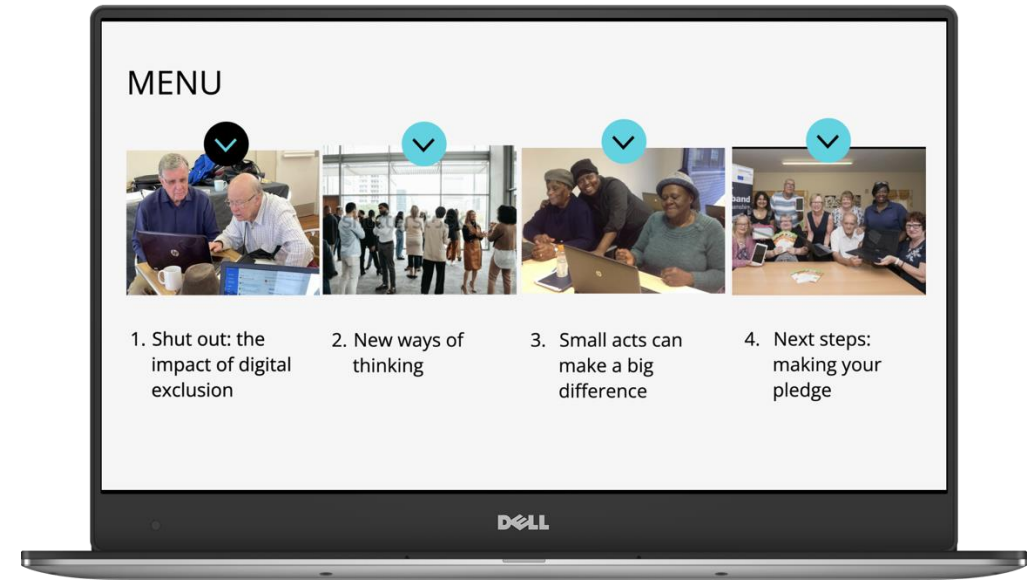 MENU
1. Shut out: the
impact of digital
exclusion
2. New ways of
thinking
3. Small acts can
make a big
difference
4. Next steps:
making your
pledge
band
DELL